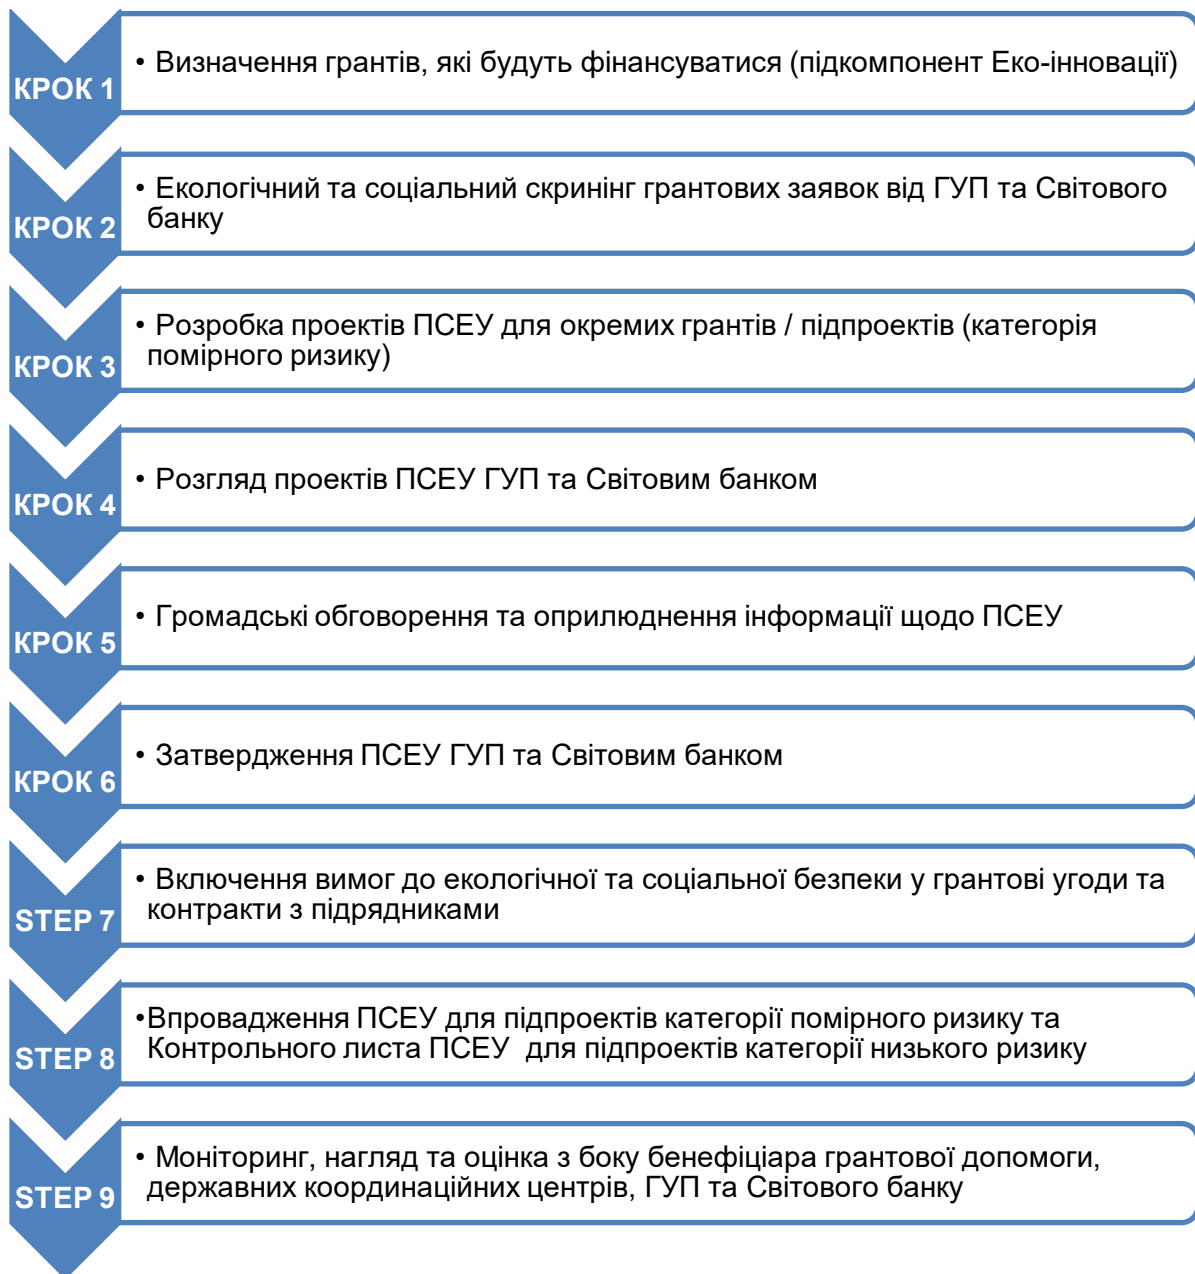 КРОК 1
• Визначення грантів, які будуть фінансуватися (підкомпонент Еко-інновації)
КРОК 2
• Екологічний та соціальний скринінг грантових заявок від ГУП та Світового
банку
КРОК 3
• Розробка проектів ПСЕУ для окремих грантів / підпроектів (категорія
помірного ризику)
КРОК 4
• Розгляд проектів ПСЕУ ГУП та Світовим банком
КРОК 5
• Громадські обговорення та оприлюднення інформації щодо ПСЕУ
КРОК 6
• Затвердження ПСЕУ ГУП та Світовим банком
STEP 7
• Включення вимог до екологічної та соціальної безпеки у грантові угоди та
контракти з підрядниками
STEP 8
•Впровадження ПСЕУ для підпроектів категорії помірного ризику та
Контрольного листа ПСЕУ для підпроектів категорії низького ризику
STEP 9
• Моніторинг, нагляд та оцінка з боку бенефіціара грантової допомоги,
державних координаційних центрів, ГУП та Світового банку